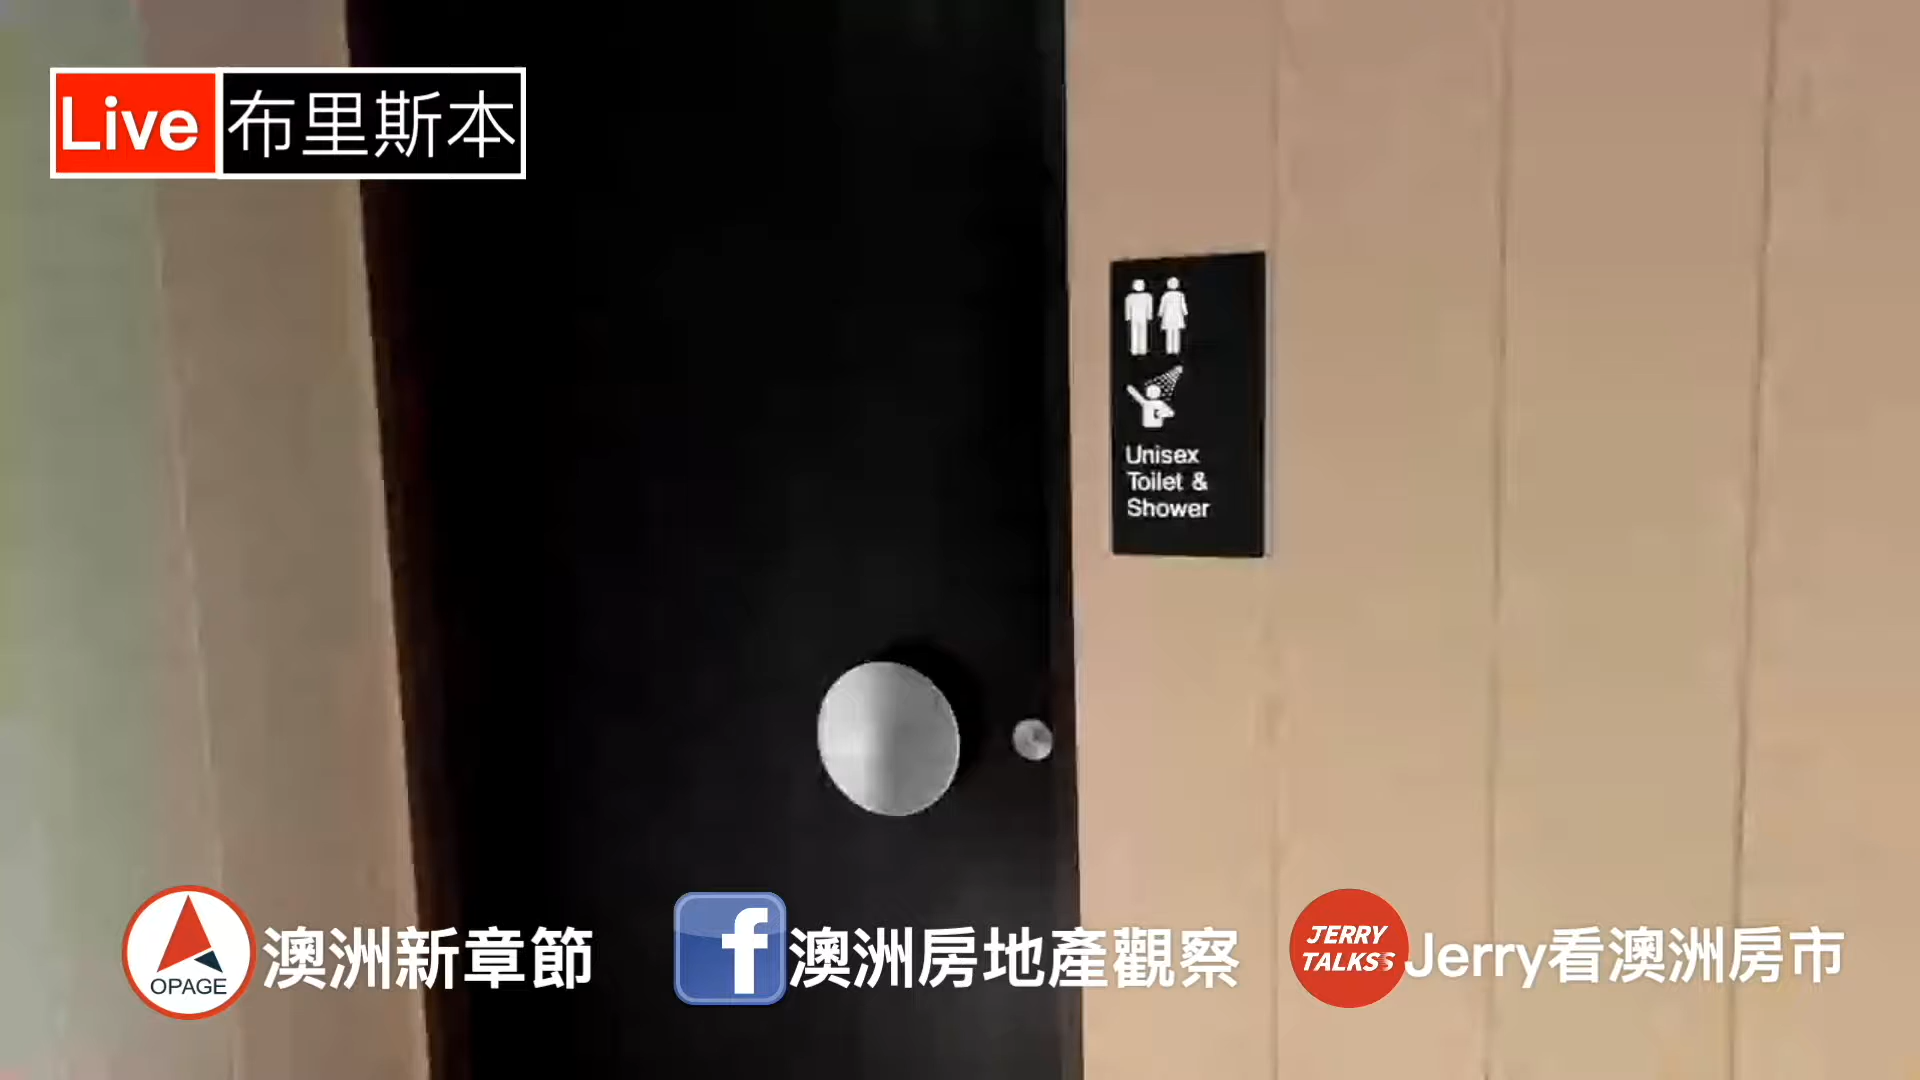 Live 布里斯本
Unisex
Toilet &
Shower
OPAGE 澳洲新章節
f 澳洲房地產觀察
JERRY
TALKSS
Jerry看澳洲房市